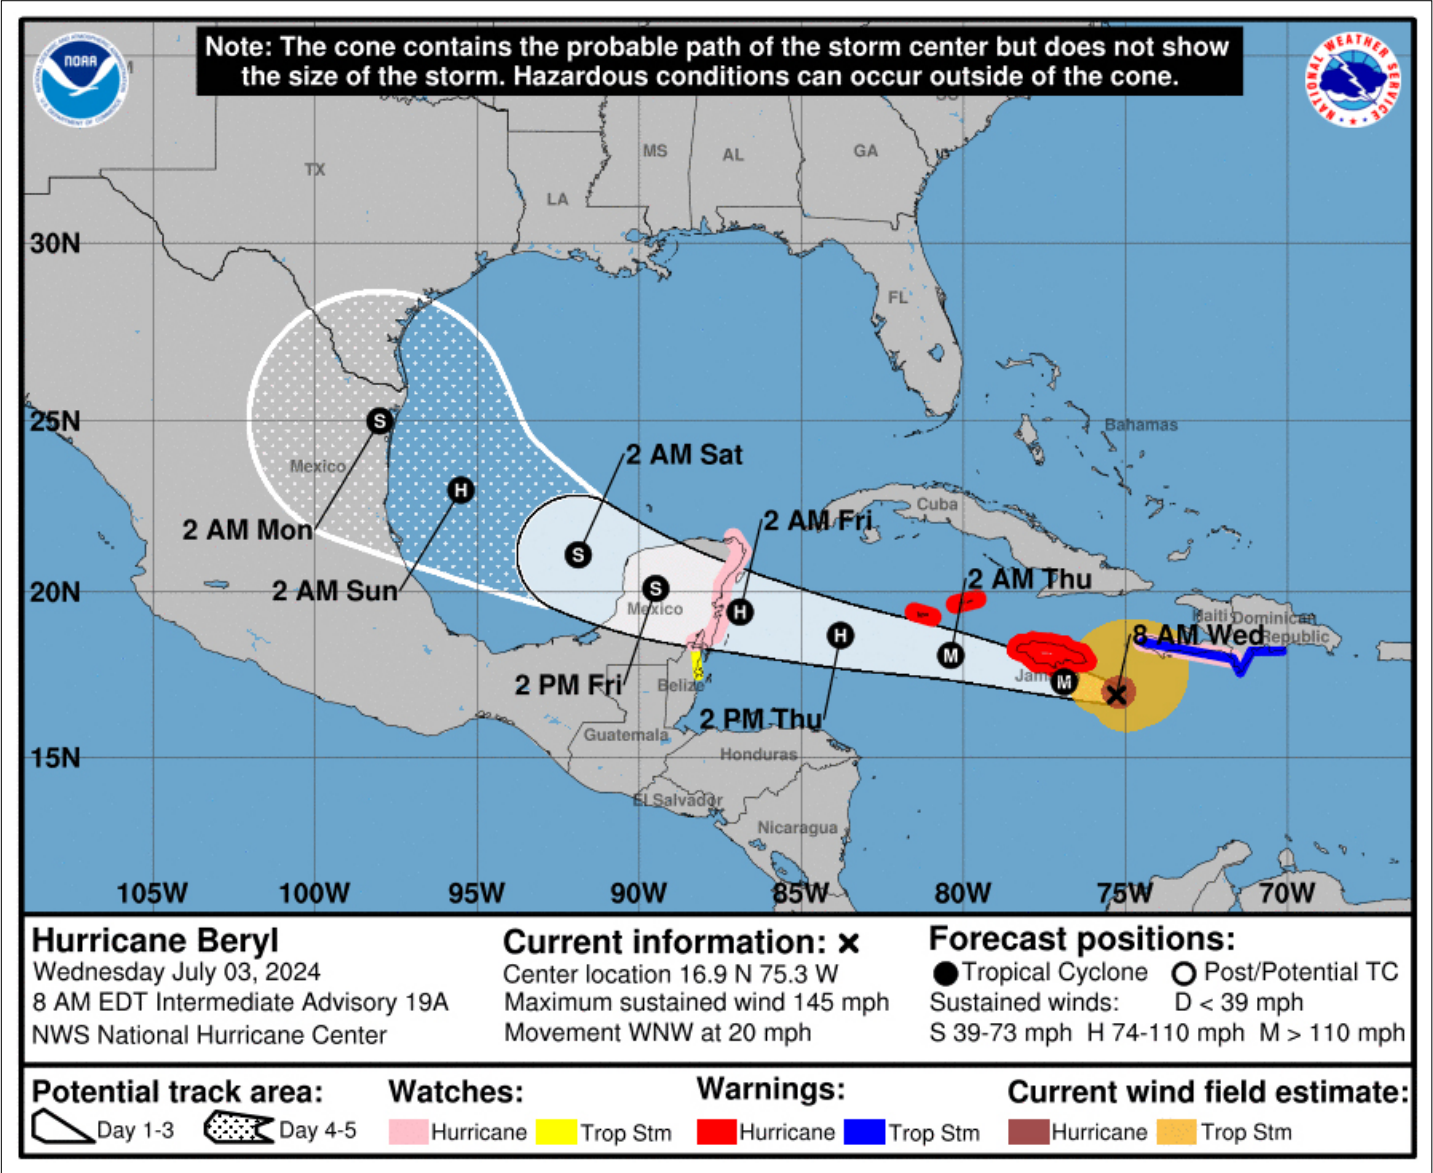 Note: The cone contains the probable path of the storm center but does not show
the size of the storm. Hazardous conditions can occur outside of the cone.
NOAA
NATIONAL WEATHER SERVICE
TX
LA
MS
AL
GA
FL
30N
25N
20N
15N
Bahamas
Cuba
Mexico
2 AM Sat
2 AM Fri
2 AM Mon
2 AM Sun
2 AM Thu
8 AM Wed
2 PM Fri
2 PM Thu
S
H
S
S
H
H
M
M
Haiti
Dominican
Republic
Mexico
Belize
Guatemala
Honduras
El Salvador
Nicaragua
105W
100W
95W
90W
85W
80W
75W
70W
Hurricane Beryl
Wednesday July 03, 2024
8 AM EDT Intermediate Advisory 19A
NWS National Hurricane Center
Current information: ×
Center location 16.9 N 75.3 W
Maximum sustained wind 145 mph
Movement WNW at 20 mph
Forecast positions:
Tropical Cyclone Post/Potential TC
Sustained winds: D < 39 mph
S 39-73 mph H 74-110 mph M > 110 mph
Potential track area:
Day 1-3 Day 4-5
Watches:
Hurricane Trop Stm
Warnings:
Hurricane Trop Stm
Current wind field estimate:
Hurricane Trop Stm